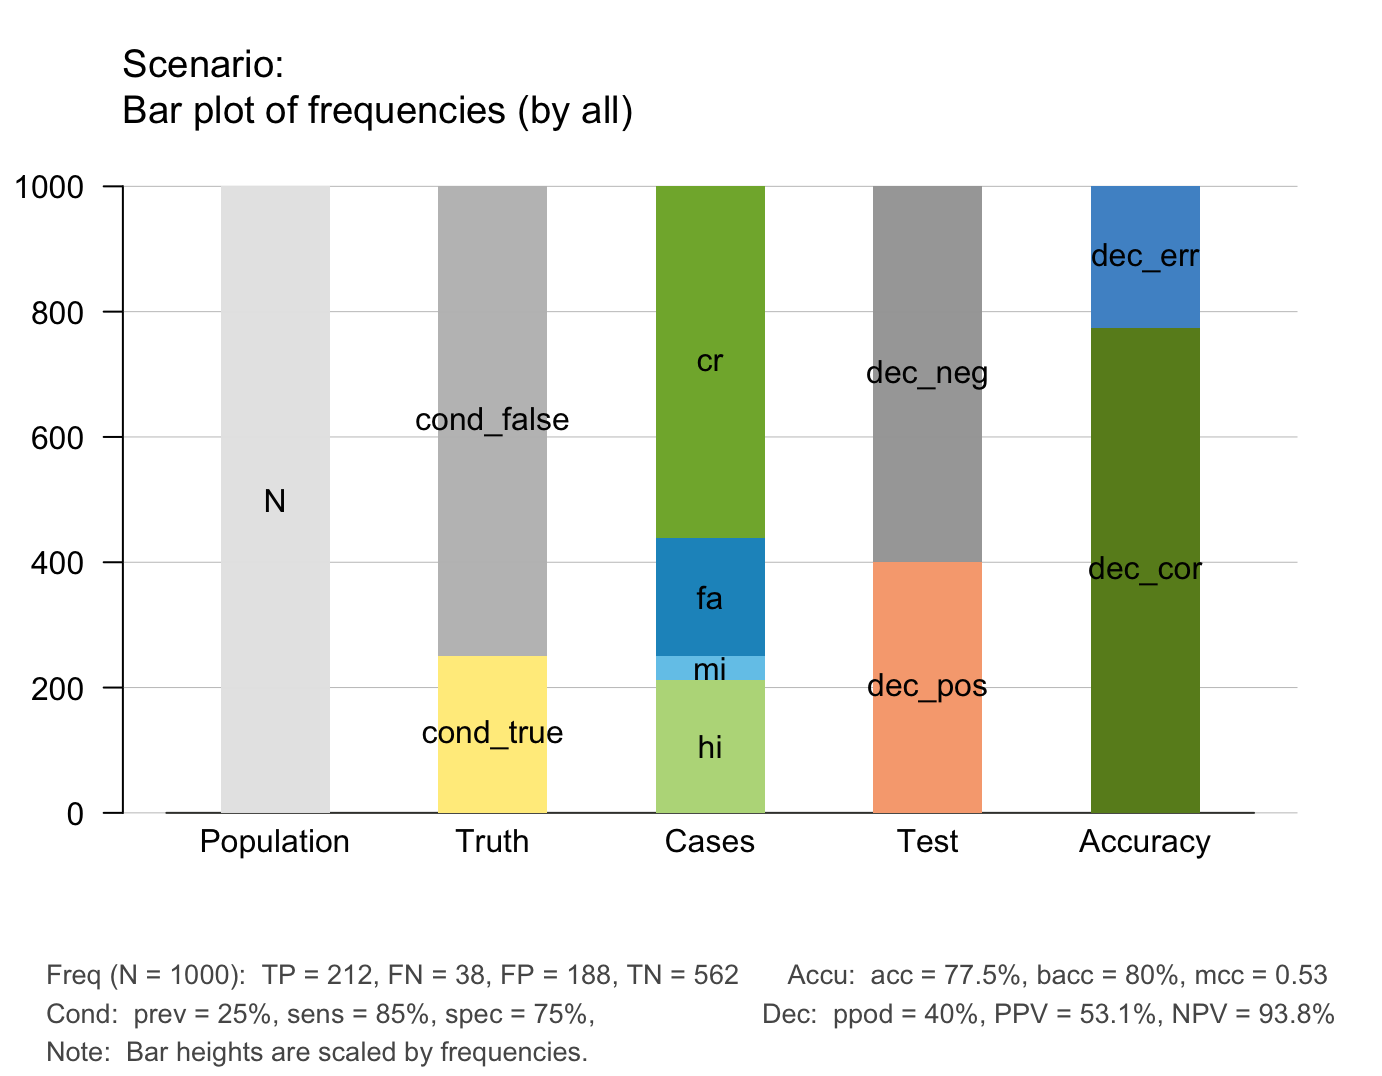 Scenario:
Bar plot of frequencies (by all)
1000
800
600
400
200
0
N
cond_false
cond_true
cr
fa
mi
hi
dec_neg
dec_pos
dec_err
dec_cor
Population
Truth
Cases
Test
Accuracy
Freq (N = 1000):  TP = 212, FN = 38, FP = 188, TN = 562
Accu:  acc = 77.5%, bacc = 80%, mcc = 0.53
Cond:  prev = 25%, sens = 85%, spec = 75%,
Dec:  ppod = 40%, PPV = 53.1%, NPV = 93.8%
Note:  Bar heights are scaled by frequencies.